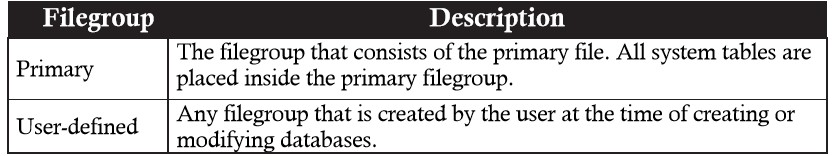 Filegroup Description
Primary The filegroup that consists of the primary file. All system tables are
placed inside the primary filegroup.
User-defined Any filegroup that is created by the user at the time of creating or
modifying databases.